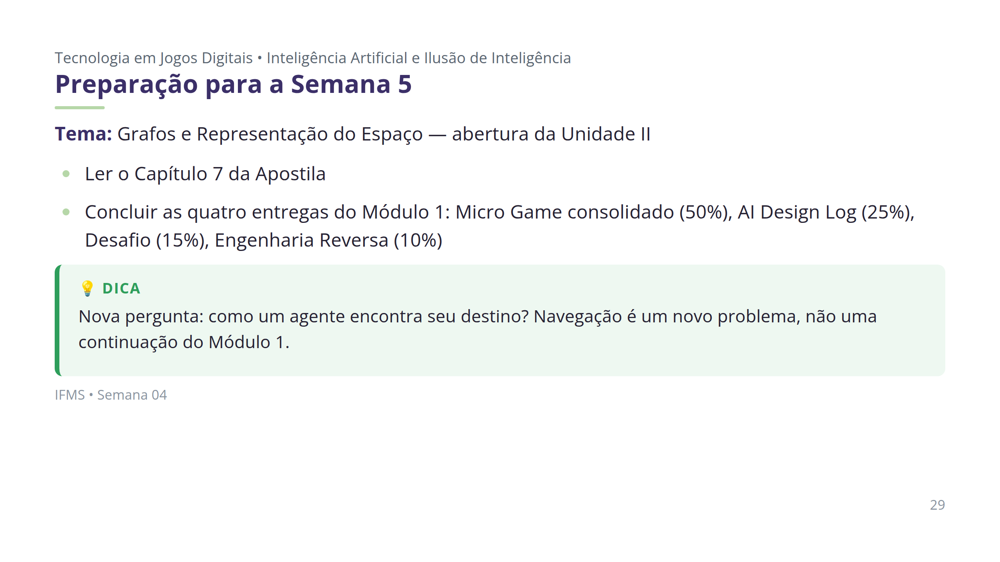 Tecnologia em Jogos Digitais • Inteligência Artificial e Ilusão de Inteligência
Preparação para a Semana 5
Tema: Grafos e Representação do Espaço — abertura da Unidade II
• Ler o Capítulo 7 da Apostila
• Concluir as quatro entregas do Módulo 1: Micro Game consolidado (50%), AI Design Log (25%),
Desafio (15%), Engenharia Reversa (10%)
💡 DICA
Nova pergunta: como um agente encontra seu destino? Navegação é um novo problema, não uma
continuação do Módulo 1.
IFMS • Semana 04
29